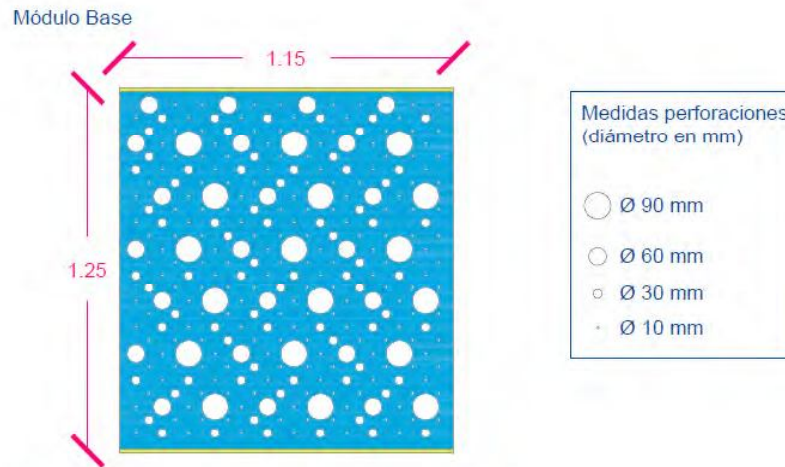 Módulo Base
1.15
1.25
Medidas perforaciones
(diámetro en mm)
Ø 90 mm
Ø 60 mm
Ø 30 mm
Ø 10 mm